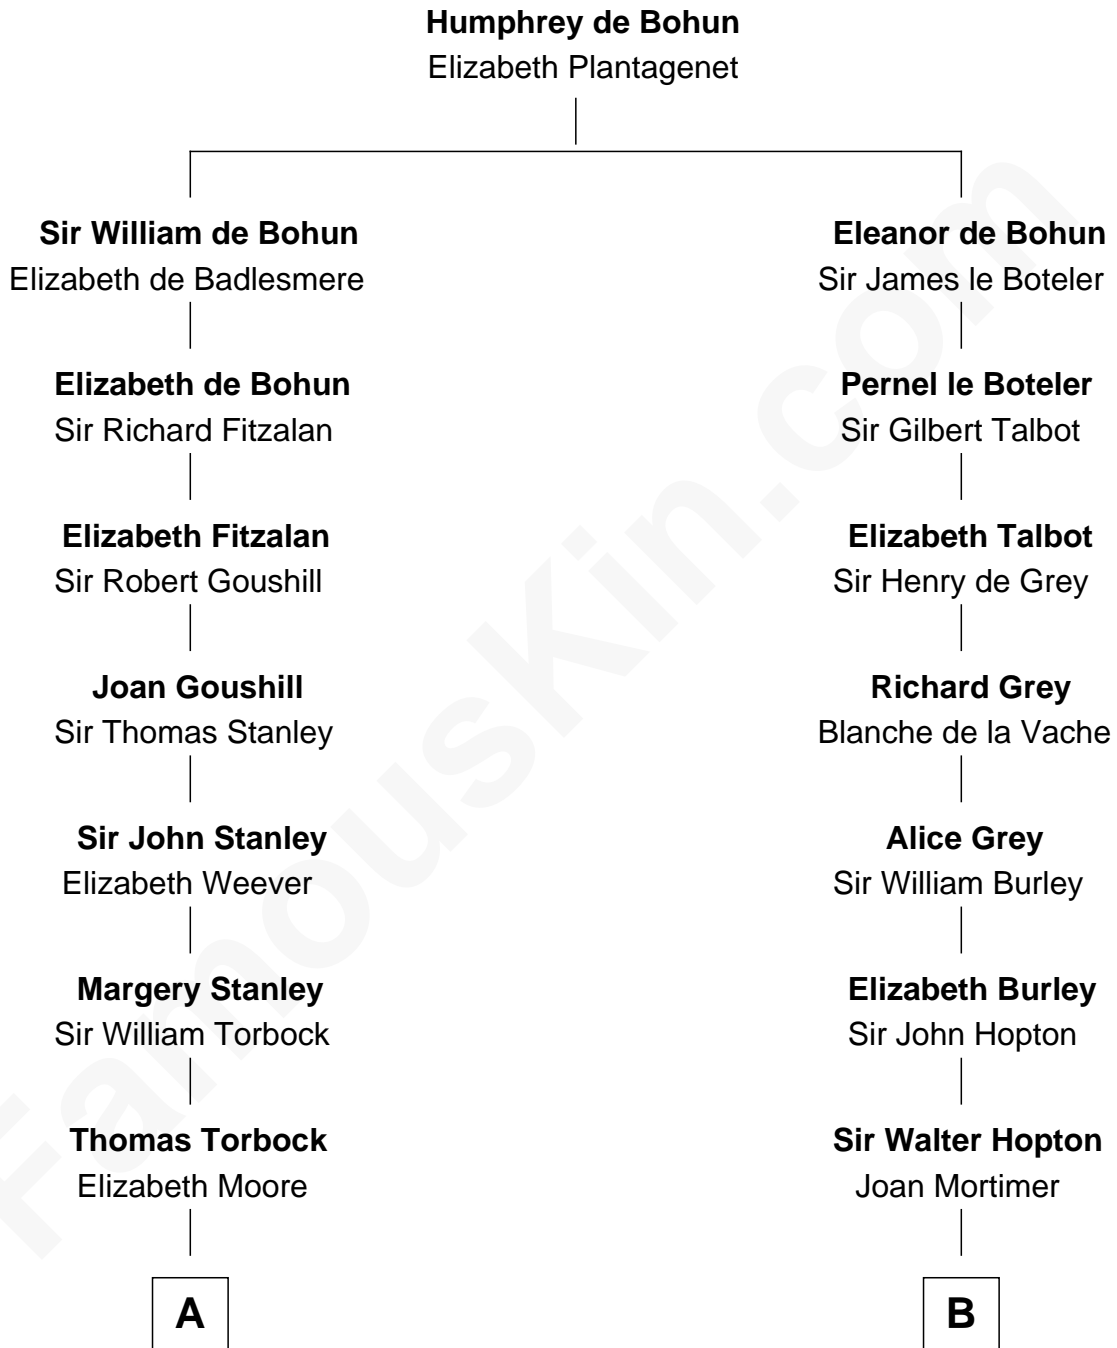 Humphrey de Bohun
Elizabeth Plantagenet
Sir William de Bohun
Elizabeth de Badlesmere
Eleanor de Bohun
Sir James le Boteler
Elizabeth de Bohun
Sir Richard Fitzalan
Pernel le Boteler
Sir Gilbert Talbot
Elizabeth Fitzalan
Sir Robert Goushill
Elizabeth Talbot
Sir Henry de Grey
Joan Goushill
Sir Thomas Stanley
Richard Grey
Blanche de la Vache
Sir John Stanley
Elizabeth Weever
Alice Grey
Sir William Burley
Margery Stanley
Sir William Torbock
Elizabeth Burley
Sir John Hopton
Thomas Torbock
Elizabeth Moore
Sir Walter Hopton
Joan Mortimer
A
B
FamousKin.com